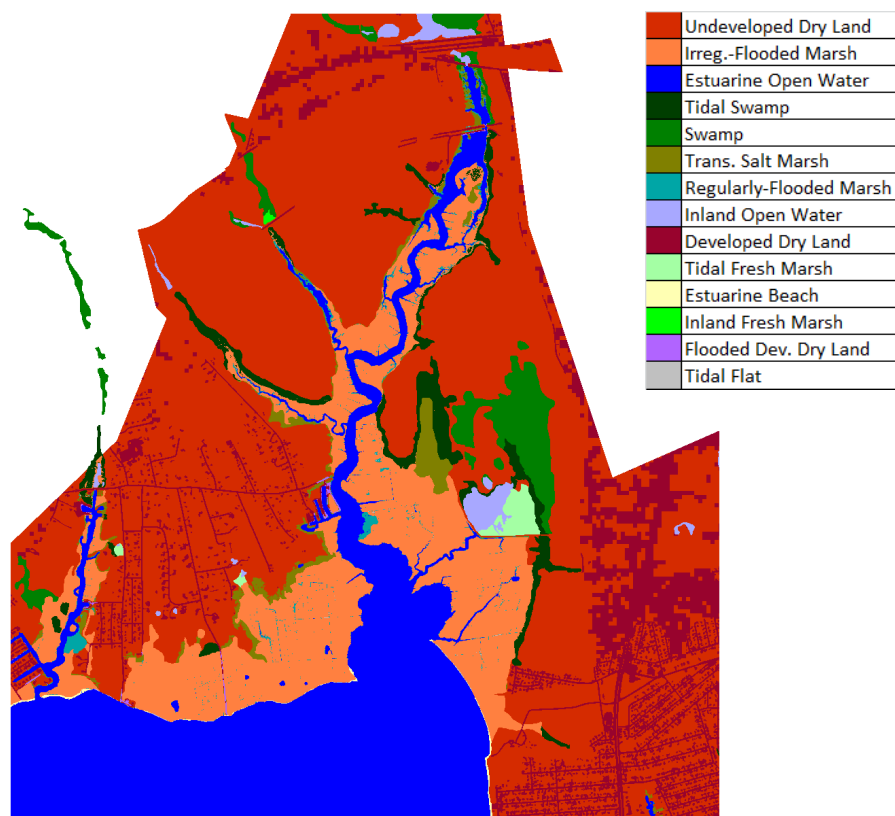 Undeveloped Dry Land
Irreg.-Flooded Marsh
Estuarine Open Water
Tidal Swamp
Swamp
Trans. Salt Marsh
Regularly-Flooded Marsh
Inland Open Water
Developed Dry Land
Tidal Fresh Marsh
Estuarine Beach
Inland Fresh Marsh
Flooded Dev. Dry Land
Tidal Flat